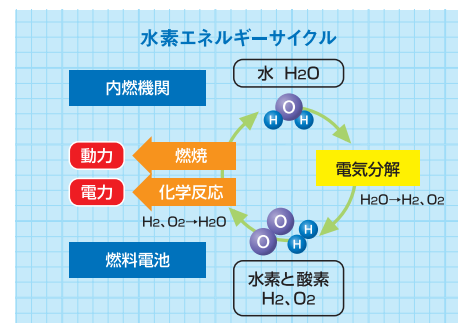 水素エネルギーサイクル
水 H2O
内燃機関
O
H
H
動力
燃焼
電気分解
電力
化学反応
H2O→H2、O2
H2、O2→H2O
O
H
O
H
燃料電池
水素と酸素
H2、O2